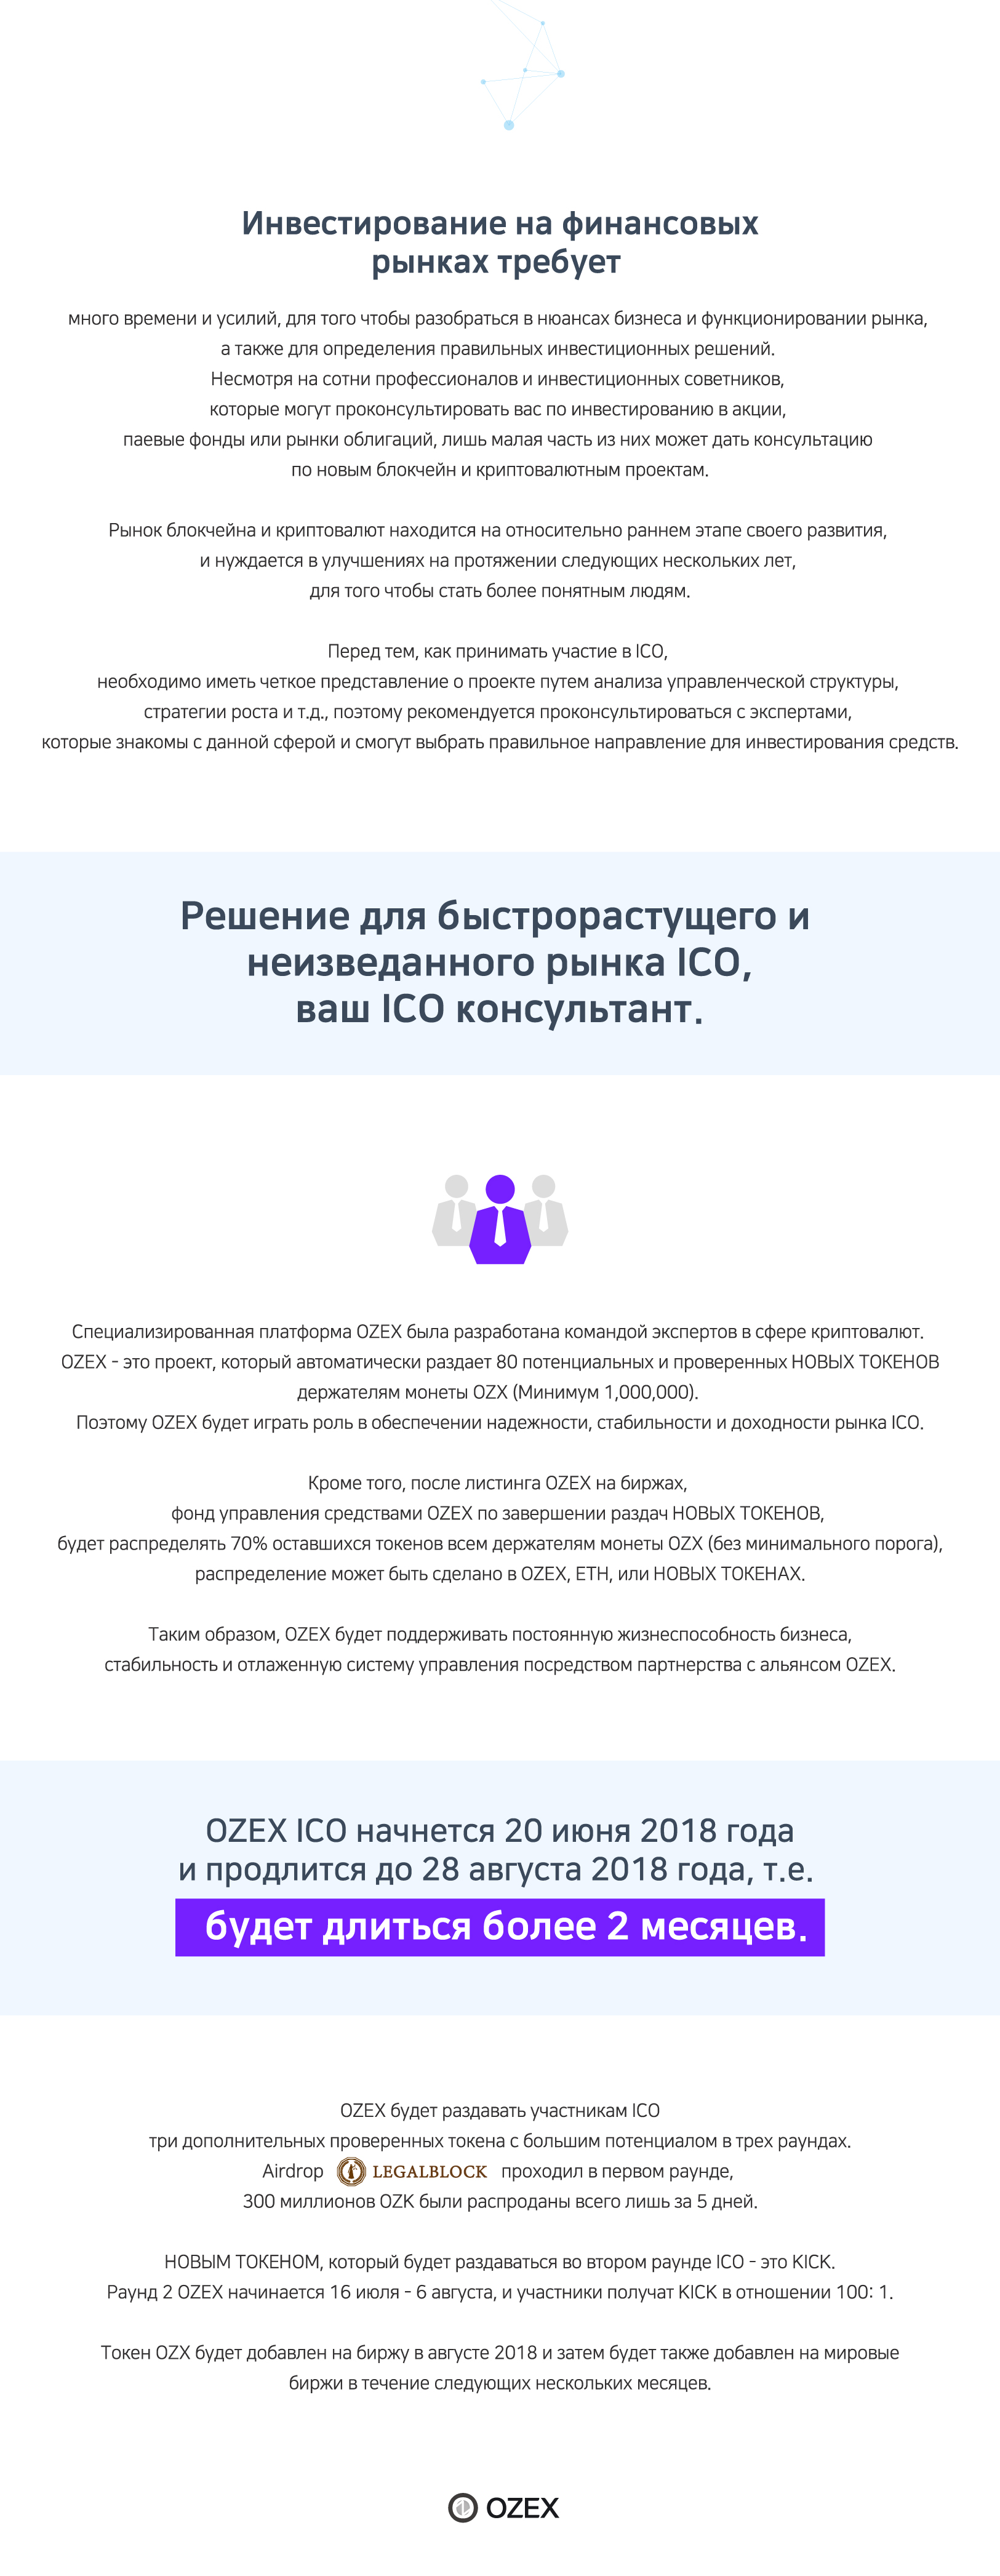 Инвестирование на финансовых
рынках требует
много времени и усилий, для того чтобы разобраться в нюансах бизнеса и функционировании рынка,
а также для определения правильных инвестиционных решений.
Несмотря на сотни профессионалов и инвестиционных советников,
которые могут проконсультировать вас по инвестированию в акции,
паевые фонды или рынки облигаций, лишь малая часть из них может дать консультацию
по новым блокчейн и криптовалютным проектам.
Рынок блокчейна и криптовалют находится на относительно раннем этапе своего развития,
и нуждается в улучшениях на протяжении следующих нескольких лет,
для того чтобы стать более понятным людям.
Перед тем, как принимать участие в ICO,
необходимо иметь четкое представление о проекте путем анализа управленческой структуры,
стратегии роста и т.д., поэтому рекомендуется проконсультироваться с экспертами,
которые знакомы с данной сферой и смогут выбрать правильное направление для инвестирования средств.
Решение для быстрорастущего и
неизведанного рынка ICO,
ваш ICO консультант.
Специализированная платформа OZEX была разработана командой экспертов в сфере криптовалют.
OZEX - это проект, который автоматически раздает 80 потенциальных и проверенных НОВЫХ ТОКЕНОВ
держателям монеты OZX (Минимум 1,000,000).
Поэтому OZEX будет играть роль в обеспечении надежности, стабильности и доходности рынка ICO.
Кроме того, после листинга OZEX на биржах,
фонд управления средствами OZEX по завершении раздач НОВЫХ ТОКЕНОВ,
будет распределять 70% оставшихся токенов всем держателям монеты OZX (без минимального порога),
распределение может быть сделано в OZEX, ETH, или НОВЫХ ТОКЕНАХ.
Таким образом, OZEX будет поддерживать постоянную жизнеспособность бизнеса,
стабильность и отлаженную систему управления посредством партнерства с альянсом OZEX.
OZEX ICO начнется 20 июня 2018 года
и продлится до 28 августа 2018 года, т.е.
будет длиться более 2 месяцев.
OZEX будет раздавать участникам ICO
три дополнительных проверенных токена с большим потенциалом в трех раундах.
Airdrop LEGALBLOCK проходил в первом раунде,
300 миллионов OZK были распроданы всего лишь за 5 дней.
НОВЫМ ТОКЕНОМ, который будет раздаваться во втором раунде ICO - это KICK.
Раунд 2 OZEX начинается 16 июля - 6 августа, и участники получат KICK в отношении 100: 1.
Токен OZX будет добавлен на биржу в августе 2018 и затем будет также добавлен на мировые
биржи в течение следующих нескольких месяцев.
OZEX